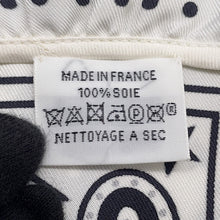 MADE IN FRANCE
100% SOIE
NETTOYAGE A SEC